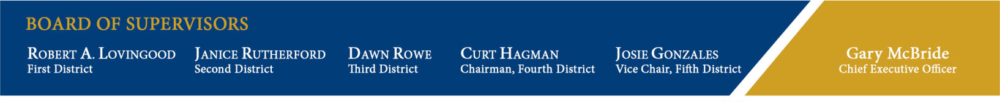 BOARD OF SUPERVISORS
ROBERT A. LOVINGOOD
First District
JANICE RUTHERFORD
Second District
DAWN ROWE
Third District
CURT HAGMAN
Chairman, Fourth District
JOSIE GONZALES
Vice Chair, Fifth District
Gary McBride
Chief Executive Officer